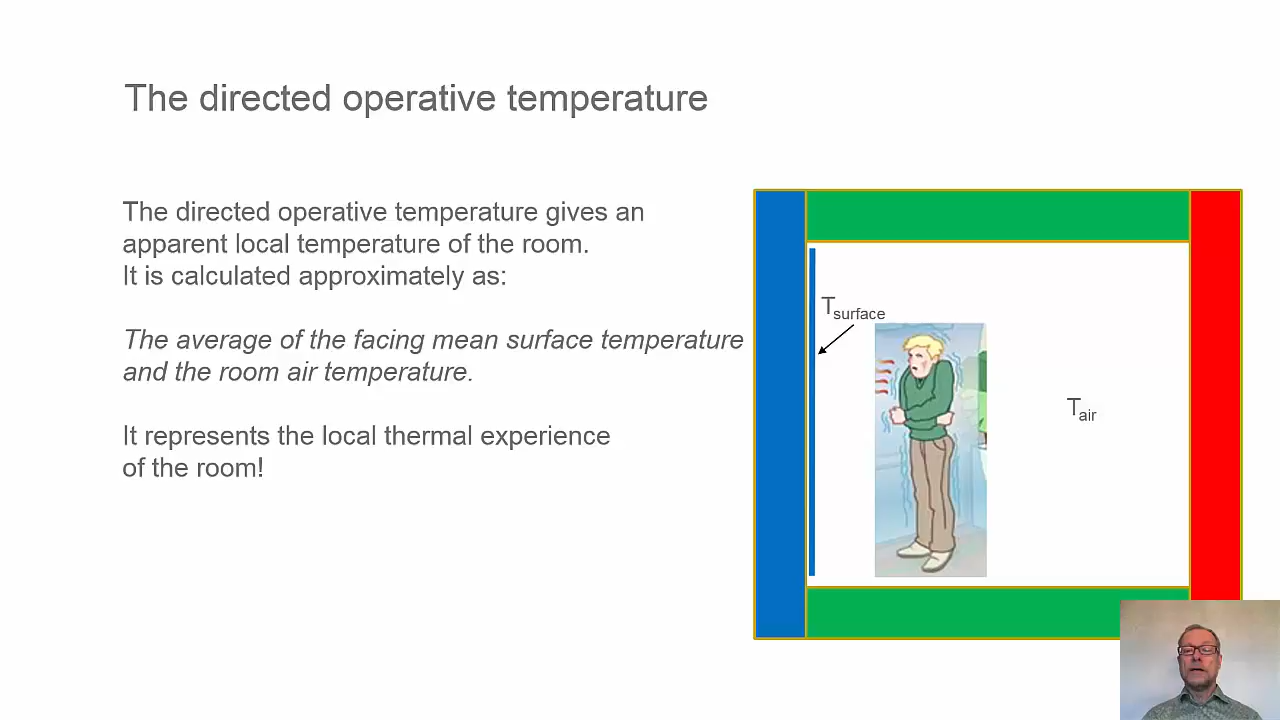 The directed operative temperature
The directed operative temperature gives an
apparent local temperature of the room.
It is calculated approximately as:
The average of the facing mean surface temperature
and the room air temperature.
It represents the local thermal experience
of the room!
Tsurface
Tair